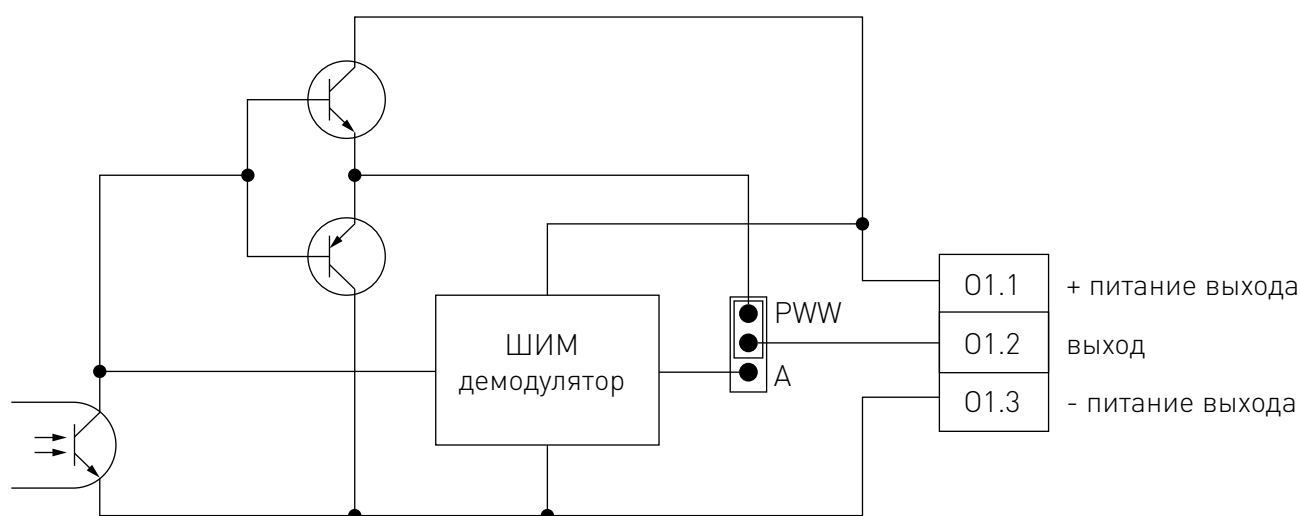 O1.1 + питание выхода
PWW
O1.2 выход
ШИМ
демодулятор
A
O1.3 - питание выхода